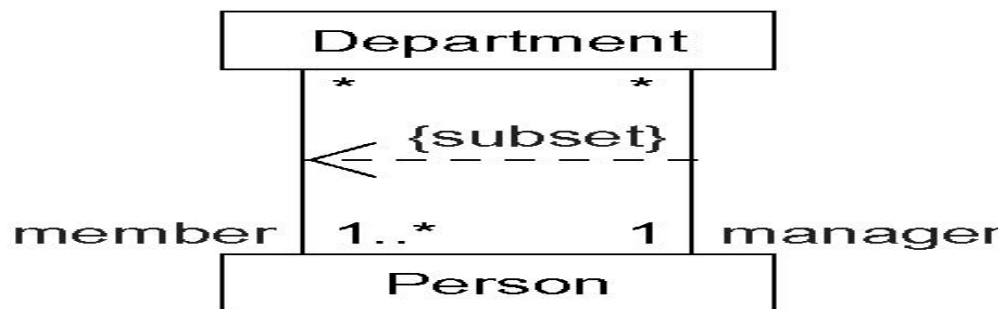 Department
* *
{subset}
member 1..* 1 manager
Person